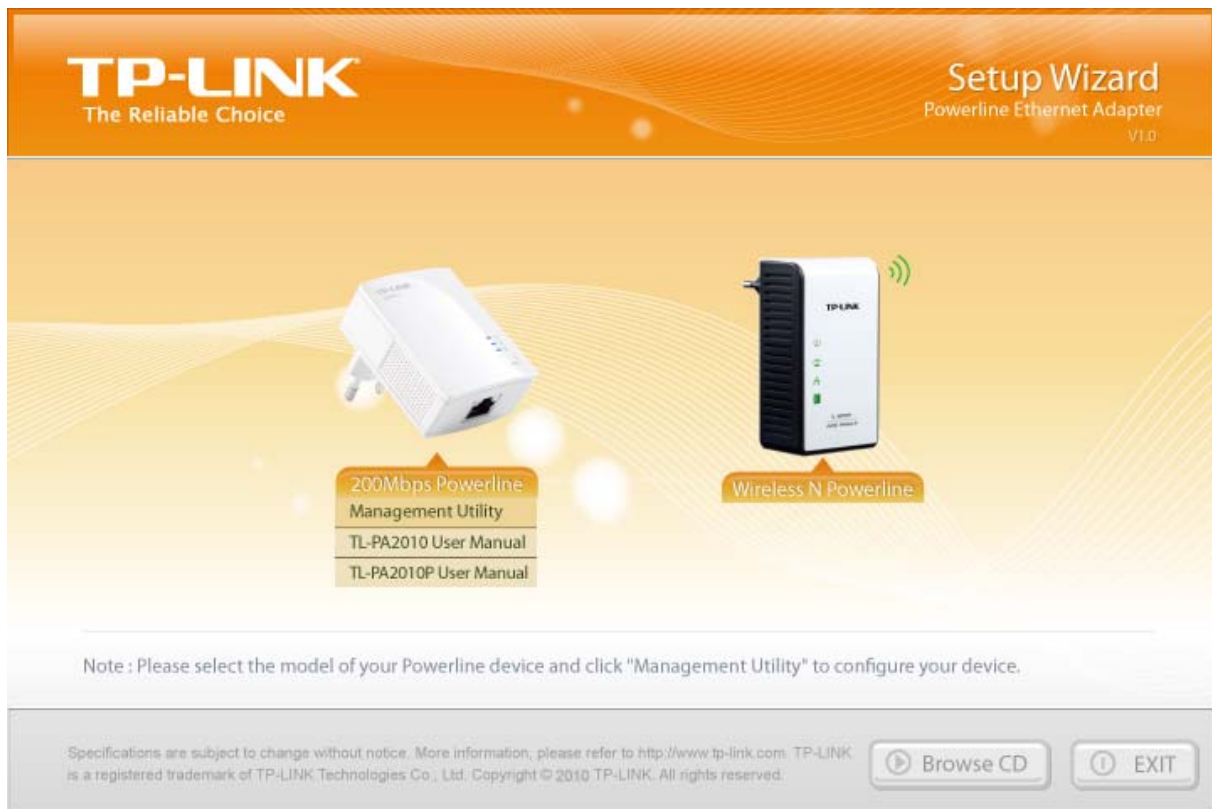 TP-LINK
The Reliable Choice
Setup Wizard
Powerline Ethernet Adapter
V1.0
TP-LINK
TP-LINK
200Mbps Powerline
Management Utility
TL-PA2010 User Manual
TL-PA2010P User Manual
Wireless N Powerline
Note : Please select the model of your Powerline device and click "Management Utility" to configure your device.
Specifications are subject to change without notice. More information, please refer to http://www.tp-link.com. TP-LINK
is a registered trademark of TP-LINK Technologies Co., Ltd. Copyright © 2010 TP-LINK. All rights reserved.
Browse CD
EXIT